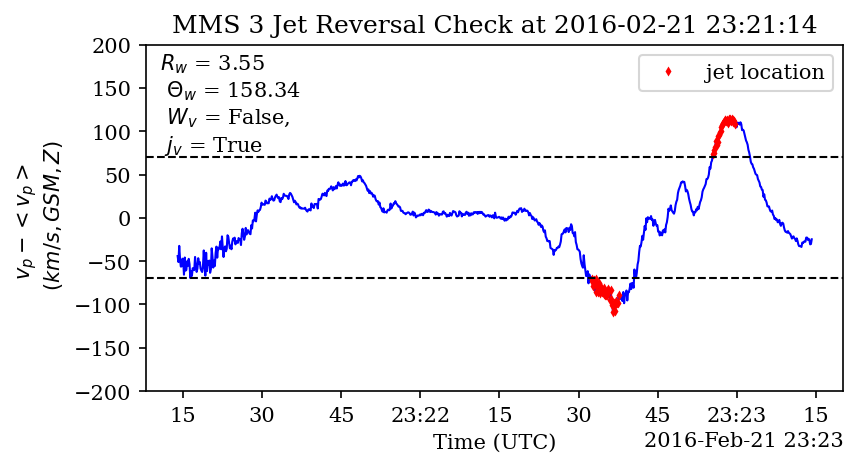 MMS 3 Jet Reversal Check at 2016-02-21 23:21:14
R_w = 3.55
Θ_w = 158.34
W_v = False,
j_v = True
jet location
200
150
100
50
0
−50
−100
−150
−200
v_p − < v_p >
(km/s, GSM, Z)
15 30 45 23:22 15 30 45 23:23 15
Time (UTC)
2016-Feb-21 23:23